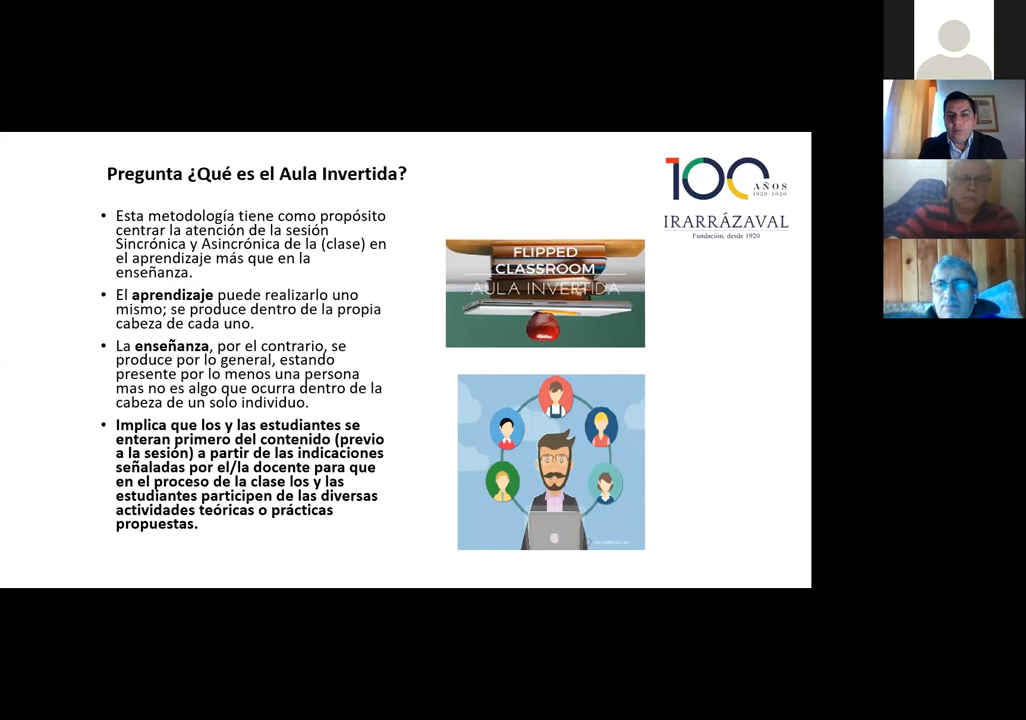 Pregunta ¿Qué es el Aula Invertida?
• Esta metodología tiene como propósito
centrar la atención de la sesión
Sincrónica y Asincrónica de la (clase) en
el aprendizaje más que en la
enseñanza.
• El aprendizaje puede realizarlo uno
mismo; se produce dentro de la propia
cabeza de cada uno.
• La enseñanza, por el contrario, se
produce por lo general, estando
presente por lo menos una persona
mas no es algo que ocurra dentro de la
cabeza de un solo individuo.
• Implica que los y las estudiantes se
enteran primero del contenido (previo
a la sesión) a partir de las indicaciones
señaladas por el/la docente para que
en el proceso de la clase los y las
estudiantes participen de las diversas
actividades teóricas o prácticas
propuestas.
FLIPPED
CLASSROOM
AULA INVERTIDA
100
AÑOS
1920-2020
IRARRÁZAVAL
Fundación, desde 1920